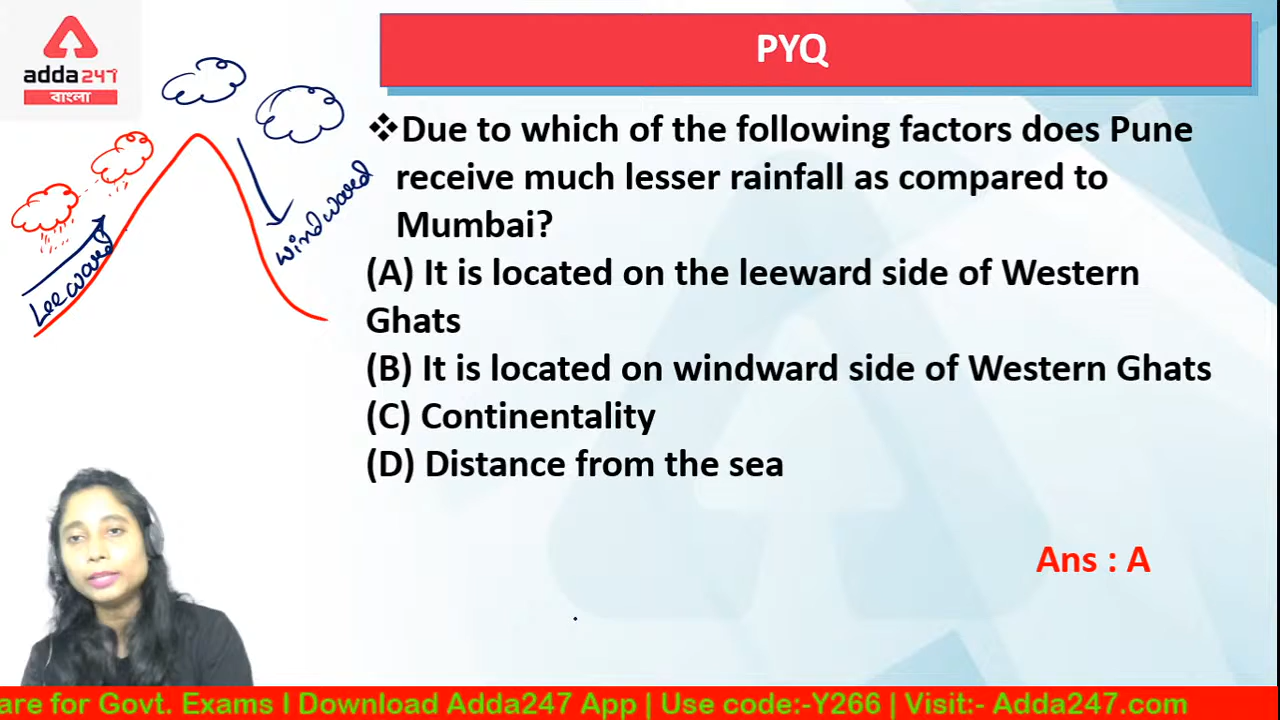 adda247
বাংলা
PYQ
❖Due to which of the following factors does Pune
receive much lesser rainfall as compared to
Mumbai?
(A) It is located on the leeward side of Western
Ghats
(B) It is located on windward side of Western Ghats
(C) Continentality
(D) Distance from the sea
Ans : A
Leeward
windward
are for Govt. Exams I Download Adda247 App | Use code:-Y266 | Visit:- Adda247.com